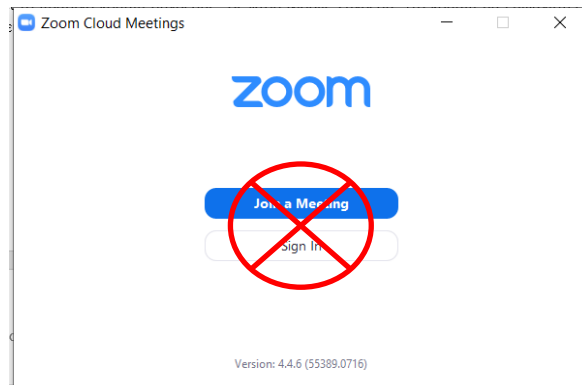 Zoom Cloud Meetings
zoom
Join a Meeting
Sign In
Version: 4.4.6 (55389.0716)